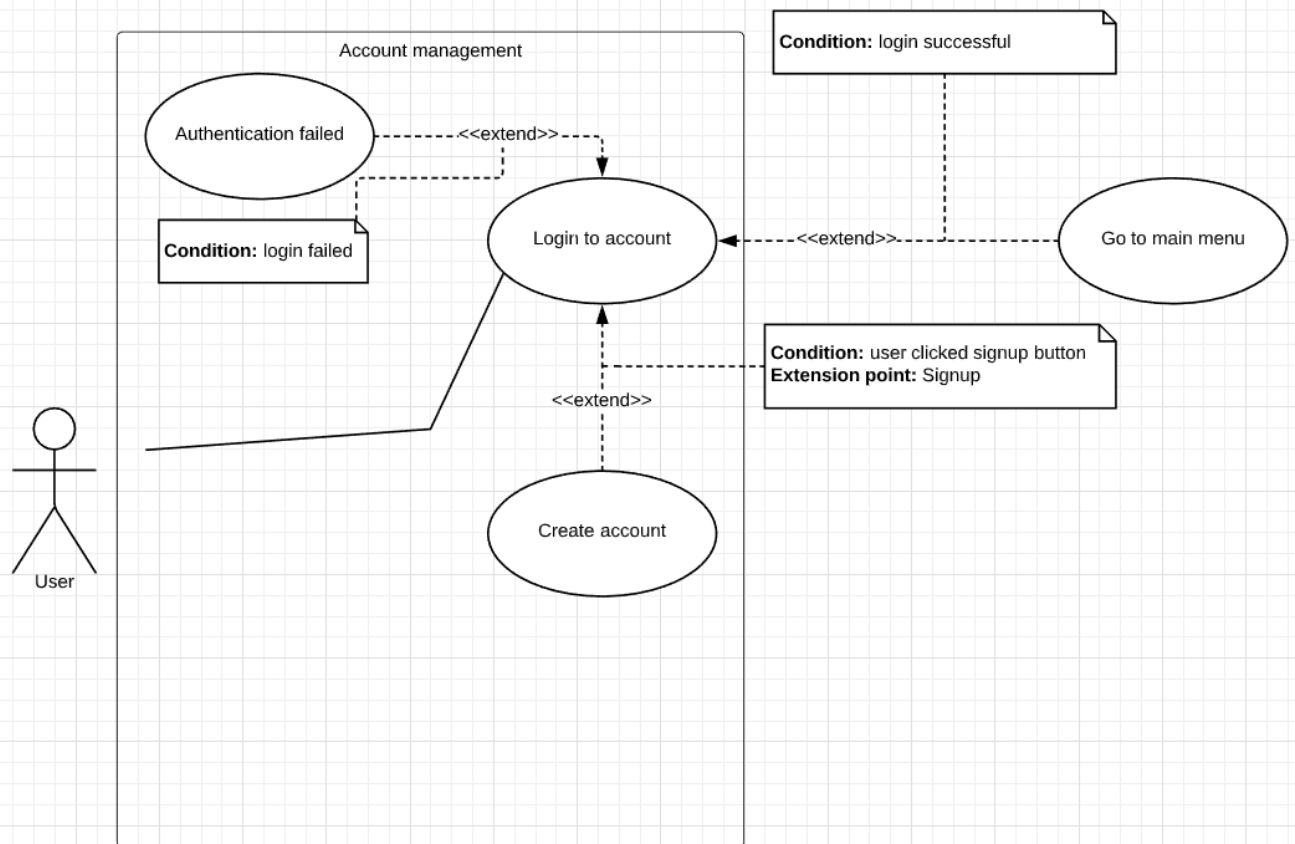 Condition: login successful
Account management
Authentication failed
<<extend>>
Login to account
<<extend>>
Go to main menu
Condition: login failed
Condition: user clicked signup button
Extension point: Signup
<<extend>>
Create account
User